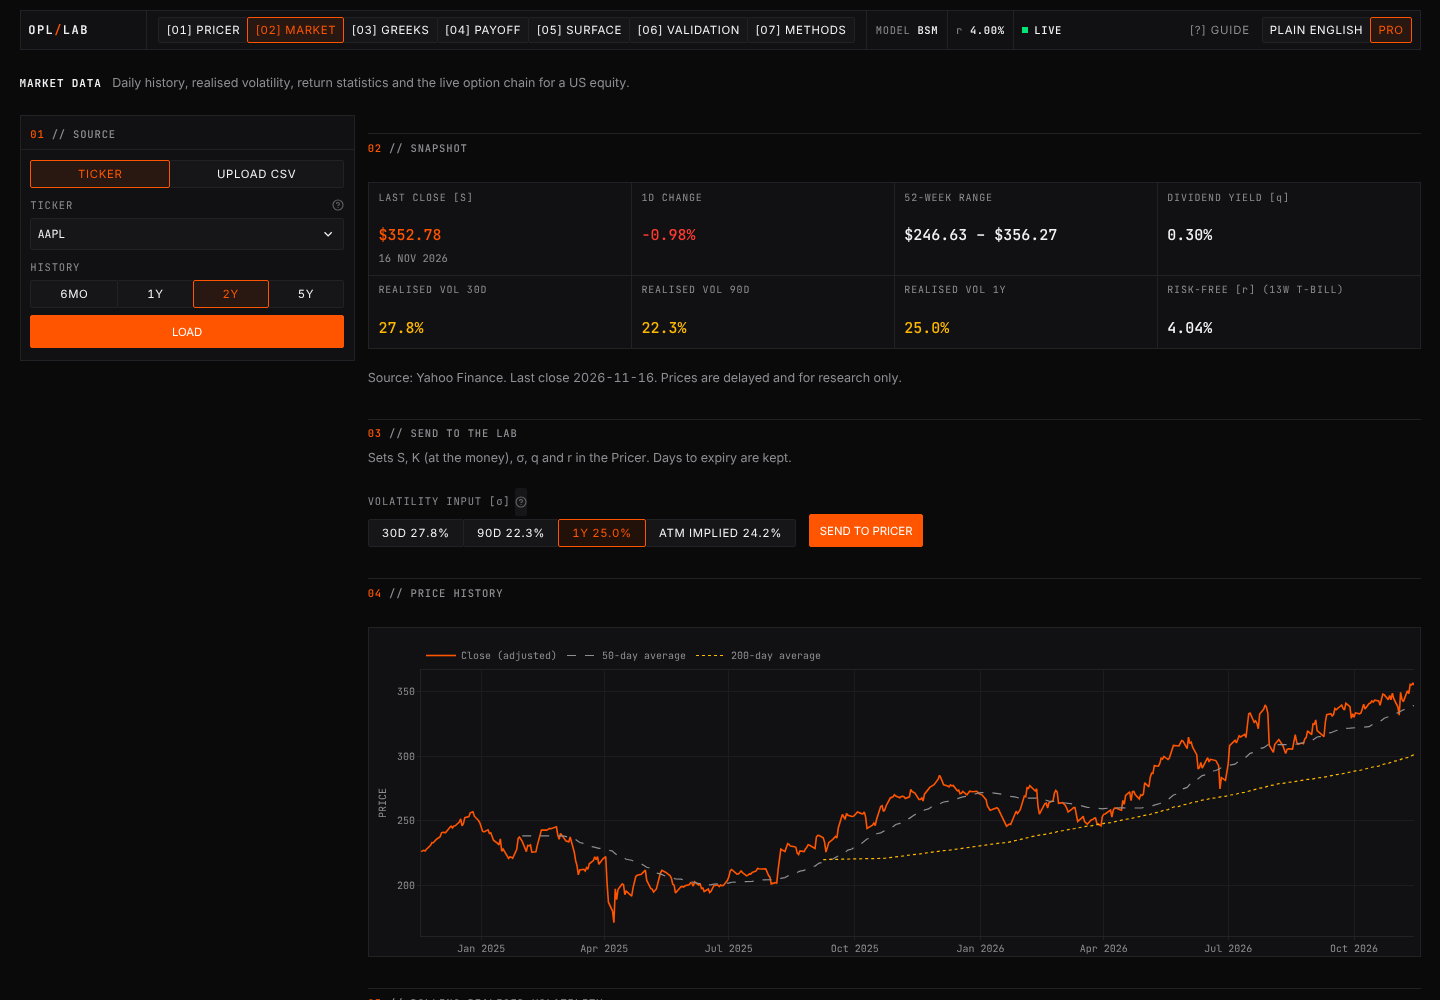 OPL/LAB [01] PRICER [02] MARKET [03] GREEKS [04] PAYOFF [05] SURFACE [06] VALIDATION [07] METHODS MODEL BSM r 4.00% LIVE [?] GUIDE PLAIN ENGLISH PRO
MARKET DATA Daily history, realised volatility, return statistics and the live option chain for a US equity.
01 // SOURCE
TICKER UPLOAD CSV
TICKER
AAPL
HISTORY
6MO 1Y 2Y 5Y
LOAD
02 // SNAPSHOT
LAST CLOSE [S] 1D CHANGE 52-WEEK RANGE DIVIDEND YIELD [q]
$352.78 -0.98% $246.63 – $356.27 0.30%
16 NOV 2026
REALISED VOL 30D REALISED VOL 90D REALISED VOL 1Y RISK-FREE [r] (13W T-BILL)
27.8% 22.3% 25.0% 4.04%
Source: Yahoo Finance. Last close 2026-11-16. Prices are delayed and for research only.
03 // SEND TO THE LAB
Sets S, K (at the money), σ, q and r in the Pricer. Days to expiry are kept.
VOLATILITY INPUT [σ]
30D 27.8% 90D 22.3% 1Y 25.0% ATM IMPLIED 24.2% SEND TO PRICER
04 // PRICE HISTORY
Close (adjusted) 50-day average 200-day average
350
300
250
200
PRICE
Jan 2025 Apr 2025 Jul 2025 Oct 2025 Jan 2026 Apr 2026 Jul 2026 Oct 2026